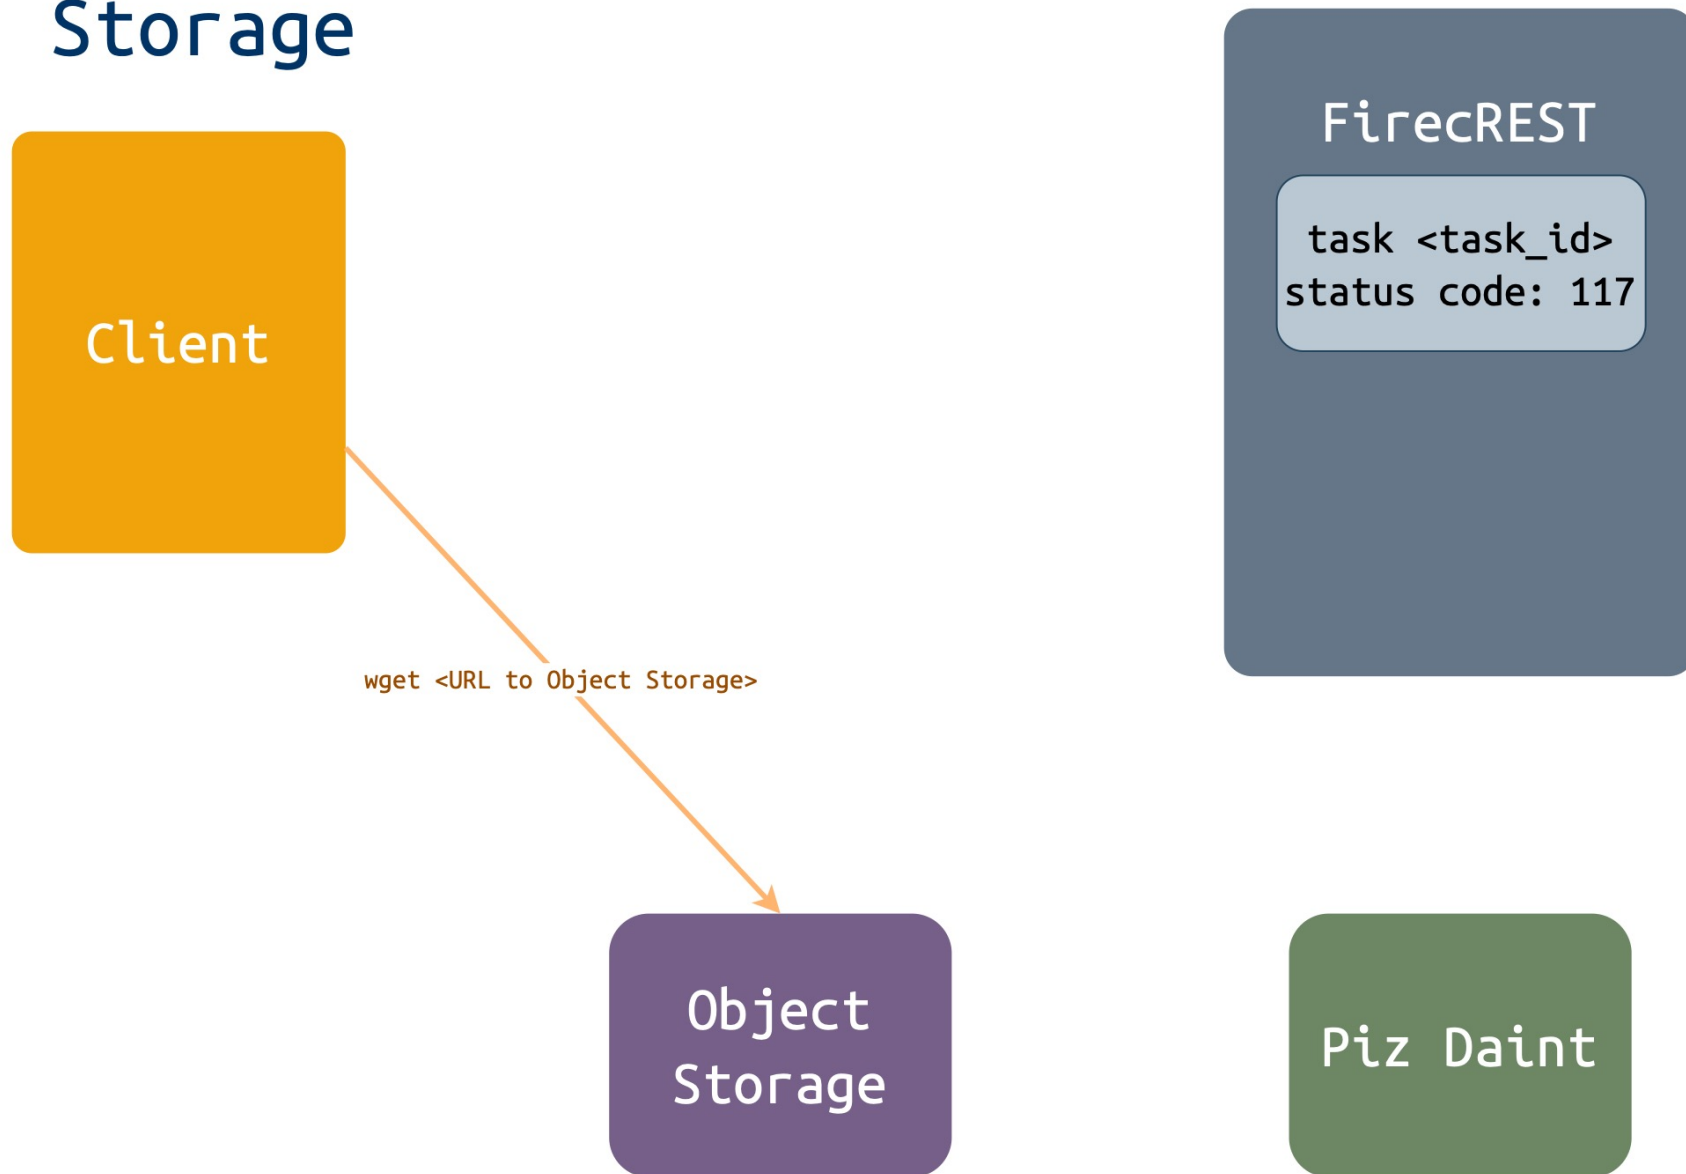 Storage
FirecREST
task <task_id>
status code: 117
Client
wget <URL to Object Storage>
Object
Storage
Piz Daint